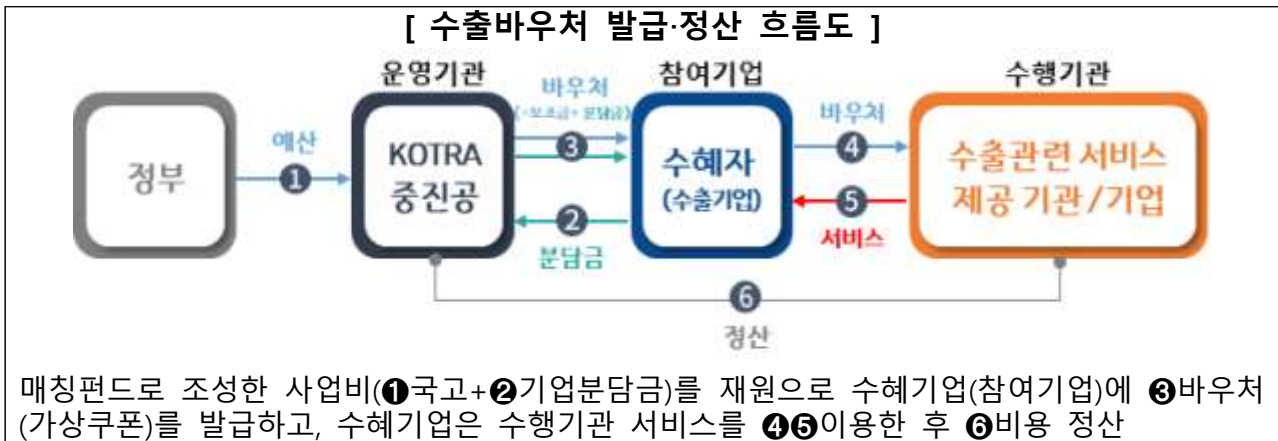 [ 수출바우처 발급·정산 흐름도 ]
운영기관
참여기업
수행기관
정부
예산
❶
KOTRA
중진공
바우처
(=보조금+ 분담금)
❸
❷
분담금
수혜자
(수출기업)
바우처
❹
❺
서비스
수출관련 서비스
제공 기관/기업
❻
정산
매칭펀드로 조성한 사업비(❶국고+❷기업분담금)를 재원으로 수혜기업(참여기업)에 ❸바우처
(가상쿠폰)를 발급하고, 수혜기업은 수행기관 서비스를 ❹❺이용한 후 ❻비용 정산